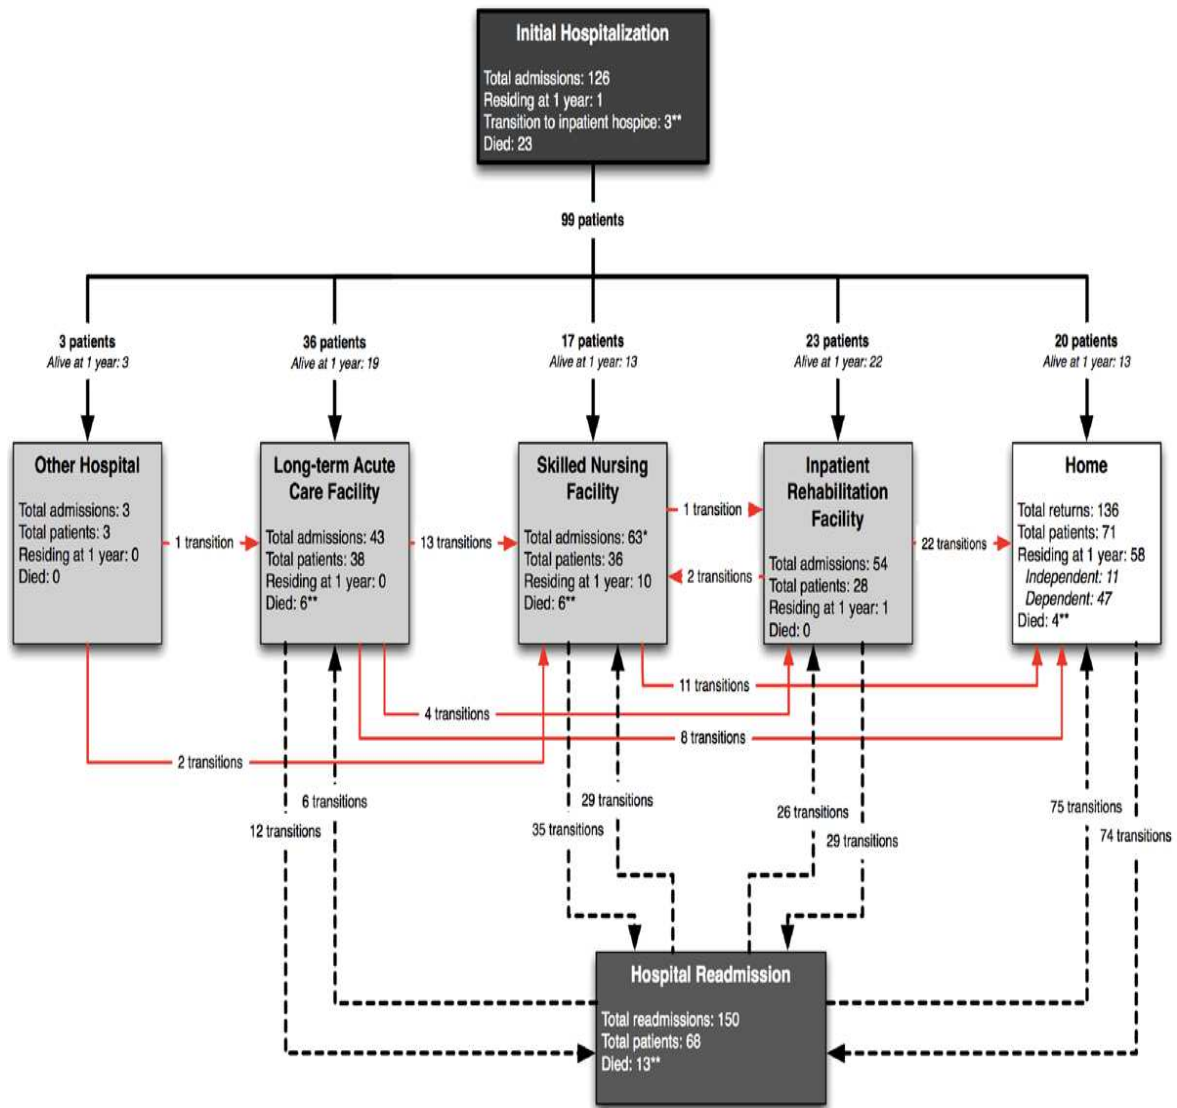 Initial Hospitalization
Total admissions: 126
Residing at 1 year: 1
Transition to inpatient hospice: 3**
Died: 23
99 patients
3 patients
Alive at 1 year: 3
36 patients
Alive at 1 year: 19
17 patients
Alive at 1 year: 13
23 patients
Alive at 1 year: 22
20 patients
Alive at 1 year: 13
Other Hospital
Total admissions: 3
Total patients: 3
Residing at 1 year: 0
Died: 0
1 transition
Long-term Acute
Care Facility
Total admissions: 43
Total patients: 38
Residing at 1 year: 0
Died: 6**
13 transitions
Skilled Nursing
Facility
Total admissions: 63*
Total patients: 36
Residing at 1 year: 10
Died: 6**
1 transition
2 transitions
Inpatient
Rehabilitation
Facility
Total admissions: 54
Total patients: 28
Residing at 1 year: 1
Died: 0
22 transitions
Home
Total returns: 136
Total patients: 71
Residing at 1 year: 58
Independent: 11
Dependent: 47
Died: 4**
11 transitions
4 transitions
8 transitions
2 transitions
6 transitions
12 transitions
29 transitions
35 transitions
26 transitions
29 transitions
75 transitions
74 transitions
Hospital Readmission
Total readmissions: 150
Total patients: 68
Died: 13**